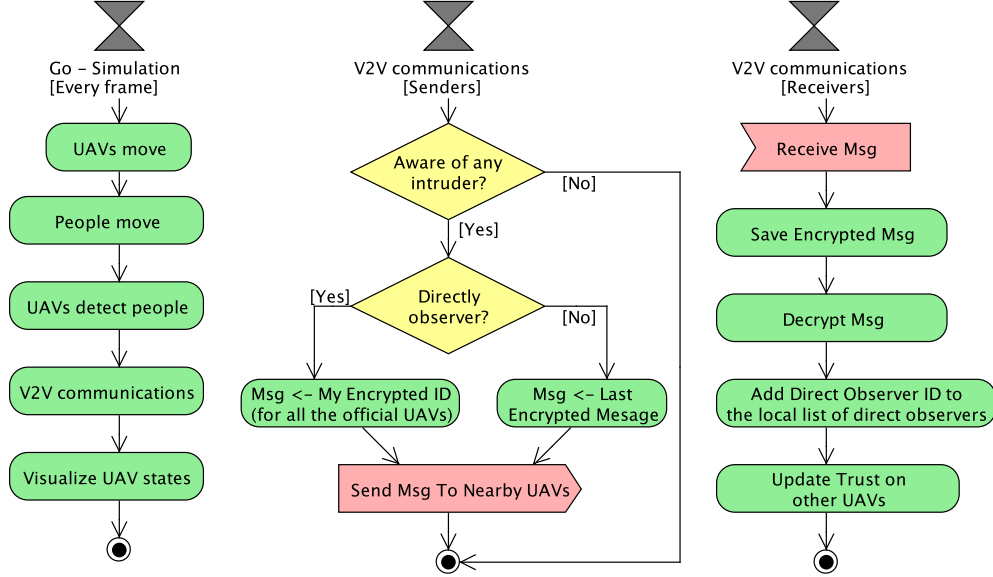 Go - Simulation
[Every frame]
UAVs move
People move
UAVs detect people
V2V communications
Visualize UAV states
V2V communications
[Senders]
Aware of any
intruder?
[No]
[Yes]
Directly
observer?
[Yes]
[No]
Msg <- My Encrypted ID
(for all the official UAVs)
Msg <- Last
Encrypted Mesage
Send Msg To Nearby UAVs
V2V communications
[Receivers]
Receive Msg
Save Encrypted Msg
Decrypt Msg
Add Direct Observer ID to
the local list of direct observers
Update Trust on
other UAVs